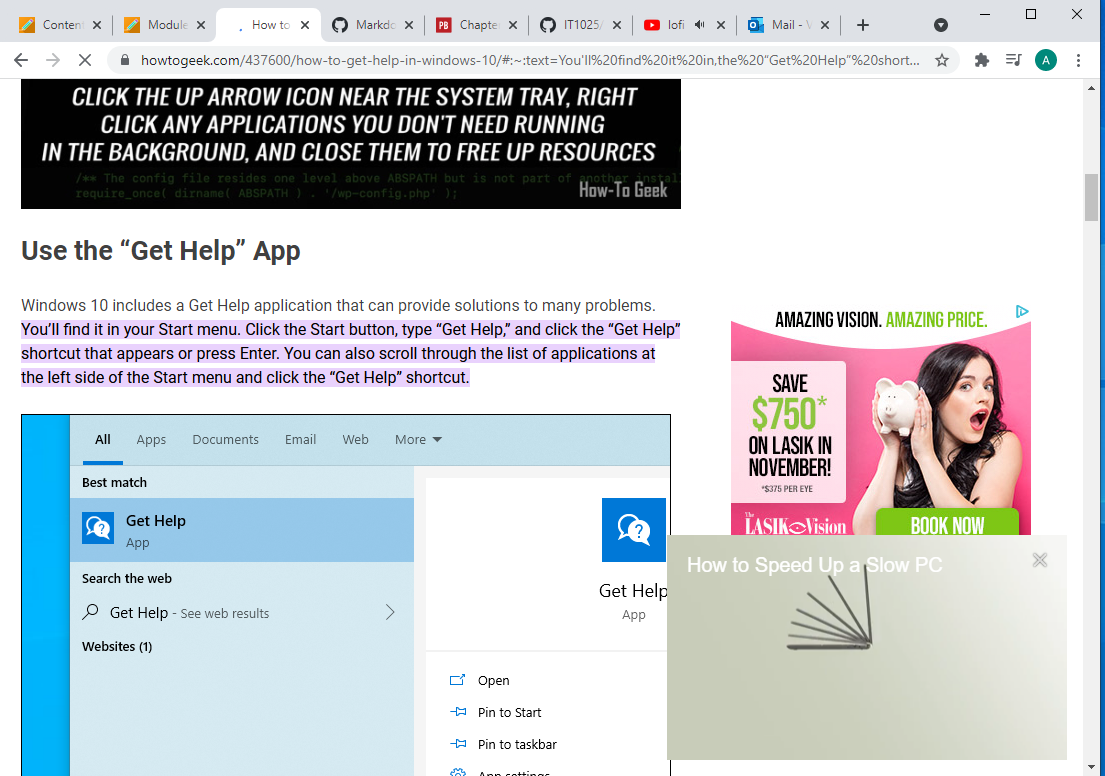 Content
Module
How to
Markdo
Chapte
IT1025/
lofi
Mail - V
howtogeek.com/437600/how-to-get-help-in-windows-10/#:~:text=You'll%20find%20it%20in,the%20"Get%20Help"%20short...
A
CLICK THE UP ARROW ICON NEAR THE SYSTEM TRAY, RIGHT
CLICK ANY APPLICATIONS YOU DON'T NEED RUNNING
IN THE BACKGROUND, AND CLOSE THEM TO FREE UP RESOURCES
/** The config file resides one level above ABSPATH but is not part of another instal
require_once( dirname( ABSPATH ) . '/wp-config.php' );
How-To Geek
Use the “Get Help” App
Windows 10 includes a Get Help application that can provide solutions to many problems.
You’ll find it in your Start menu. Click the Start button, type “Get Help,” and click the “Get Help”
shortcut that appears or press Enter. You can also scroll through the list of applications at
the left side of the Start menu and click the “Get Help” shortcut.
All Apps Documents Email Web More
Best match
Get Help
App
Search the web
Get Help - See web results
Websites (1)
Get Help
App
Open
Pin to Start
Pin to taskbar
App settings
AMAZING VISION. AMAZING PRICE.
SAVE
$750*
ON LASIK IN
NOVEMBER!
*$375 PER EYE
The
LASIK Vision
BOOK NOW
How to Speed Up a Slow PC